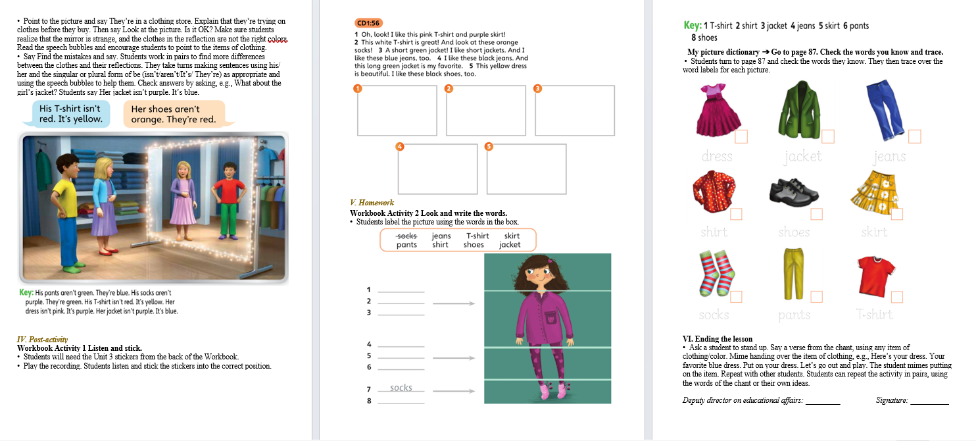 • Point to the picture and say They're in a clothing store. Explain that they're trying on
clothes before they buy them. Then say Look at the picture. Is it OK? Make sure students
realize that the mirror is strange, and the clothes in the reflection are not the right colors.
Read the speech bubbles and encourage students to point to the items of clothing.
• Say Find the mistakes and say. Students work in pairs to find more differences
between the clothes and their reflections. They take turns making sentences using his/
her and the singular or plural form of be (isn't/aren't/It's/ They're) as appropriate and
using the speech bubbles to help them. Check answers by asking, e.g., What about the
girl's jacket? Students say Her jacket isn't purple. It's blue.
His T-shirt isn't
red. It's yellow.
Her shoes aren't
orange. They're red.
Key: His pants aren't green. They're blue. His socks aren't
purple. They're green. His T-shirt isn't red. It's yellow. Her
dress isn't pink. It's purple. Her jacket isn't purple. It's blue.
IV. Post-activity
Workbook Activity 1 Listen and stick.
• Students will need the Unit 3 stickers from the back of the Workbook.
• Play the recording. Students listen and stick the stickers into the correct position.
CD1:56
1 Oh, look! I like this pink T-shirt and purple skirt!
2 This white T-shirt is great! And look at these orange
socks! 3 A short green jacket! I like short jackets. And I
like these blue jeans, too. 4 I like these black jeans. And
this long green jacket is my favorite. 5 This yellow dress
is beautiful. I like these black shoes, too.
1
2
3
4
5
V. Homework
Workbook Activity 2 Look and write the words.
• Students label the picture using the words in the box.
socks jeans T-shirt skirt
pants shirt shoes jacket
1
2
3
4
5
6
7 socks
8
Key: 1 T-shirt 2 shirt 3 jacket 4 jeans 5 skirt 6 pants
8 shoes
My picture dictionary ➔ Go to page 87. Check the words you know and trace.
• Students turn to page 87 and check the words they know. They then trace over the
word labels for each picture.
dress jacket jeans
shirt shoes skirt
socks pants T-shirt
VI. Ending the lesson
• Ask a student to stand up. Say a verse from the chant, using any item of
clothing/color. Mime handing over the item of clothing, e.g., Here's your dress. Your
favorite blue dress. Put on your dress. Let's go out and play. The student mimes putting
on the item. Repeat with other students. Students can repeat the activity in pairs, using
the words of the chant or their own ideas.
Deputy director on educational affairs: ________ Signature: ________